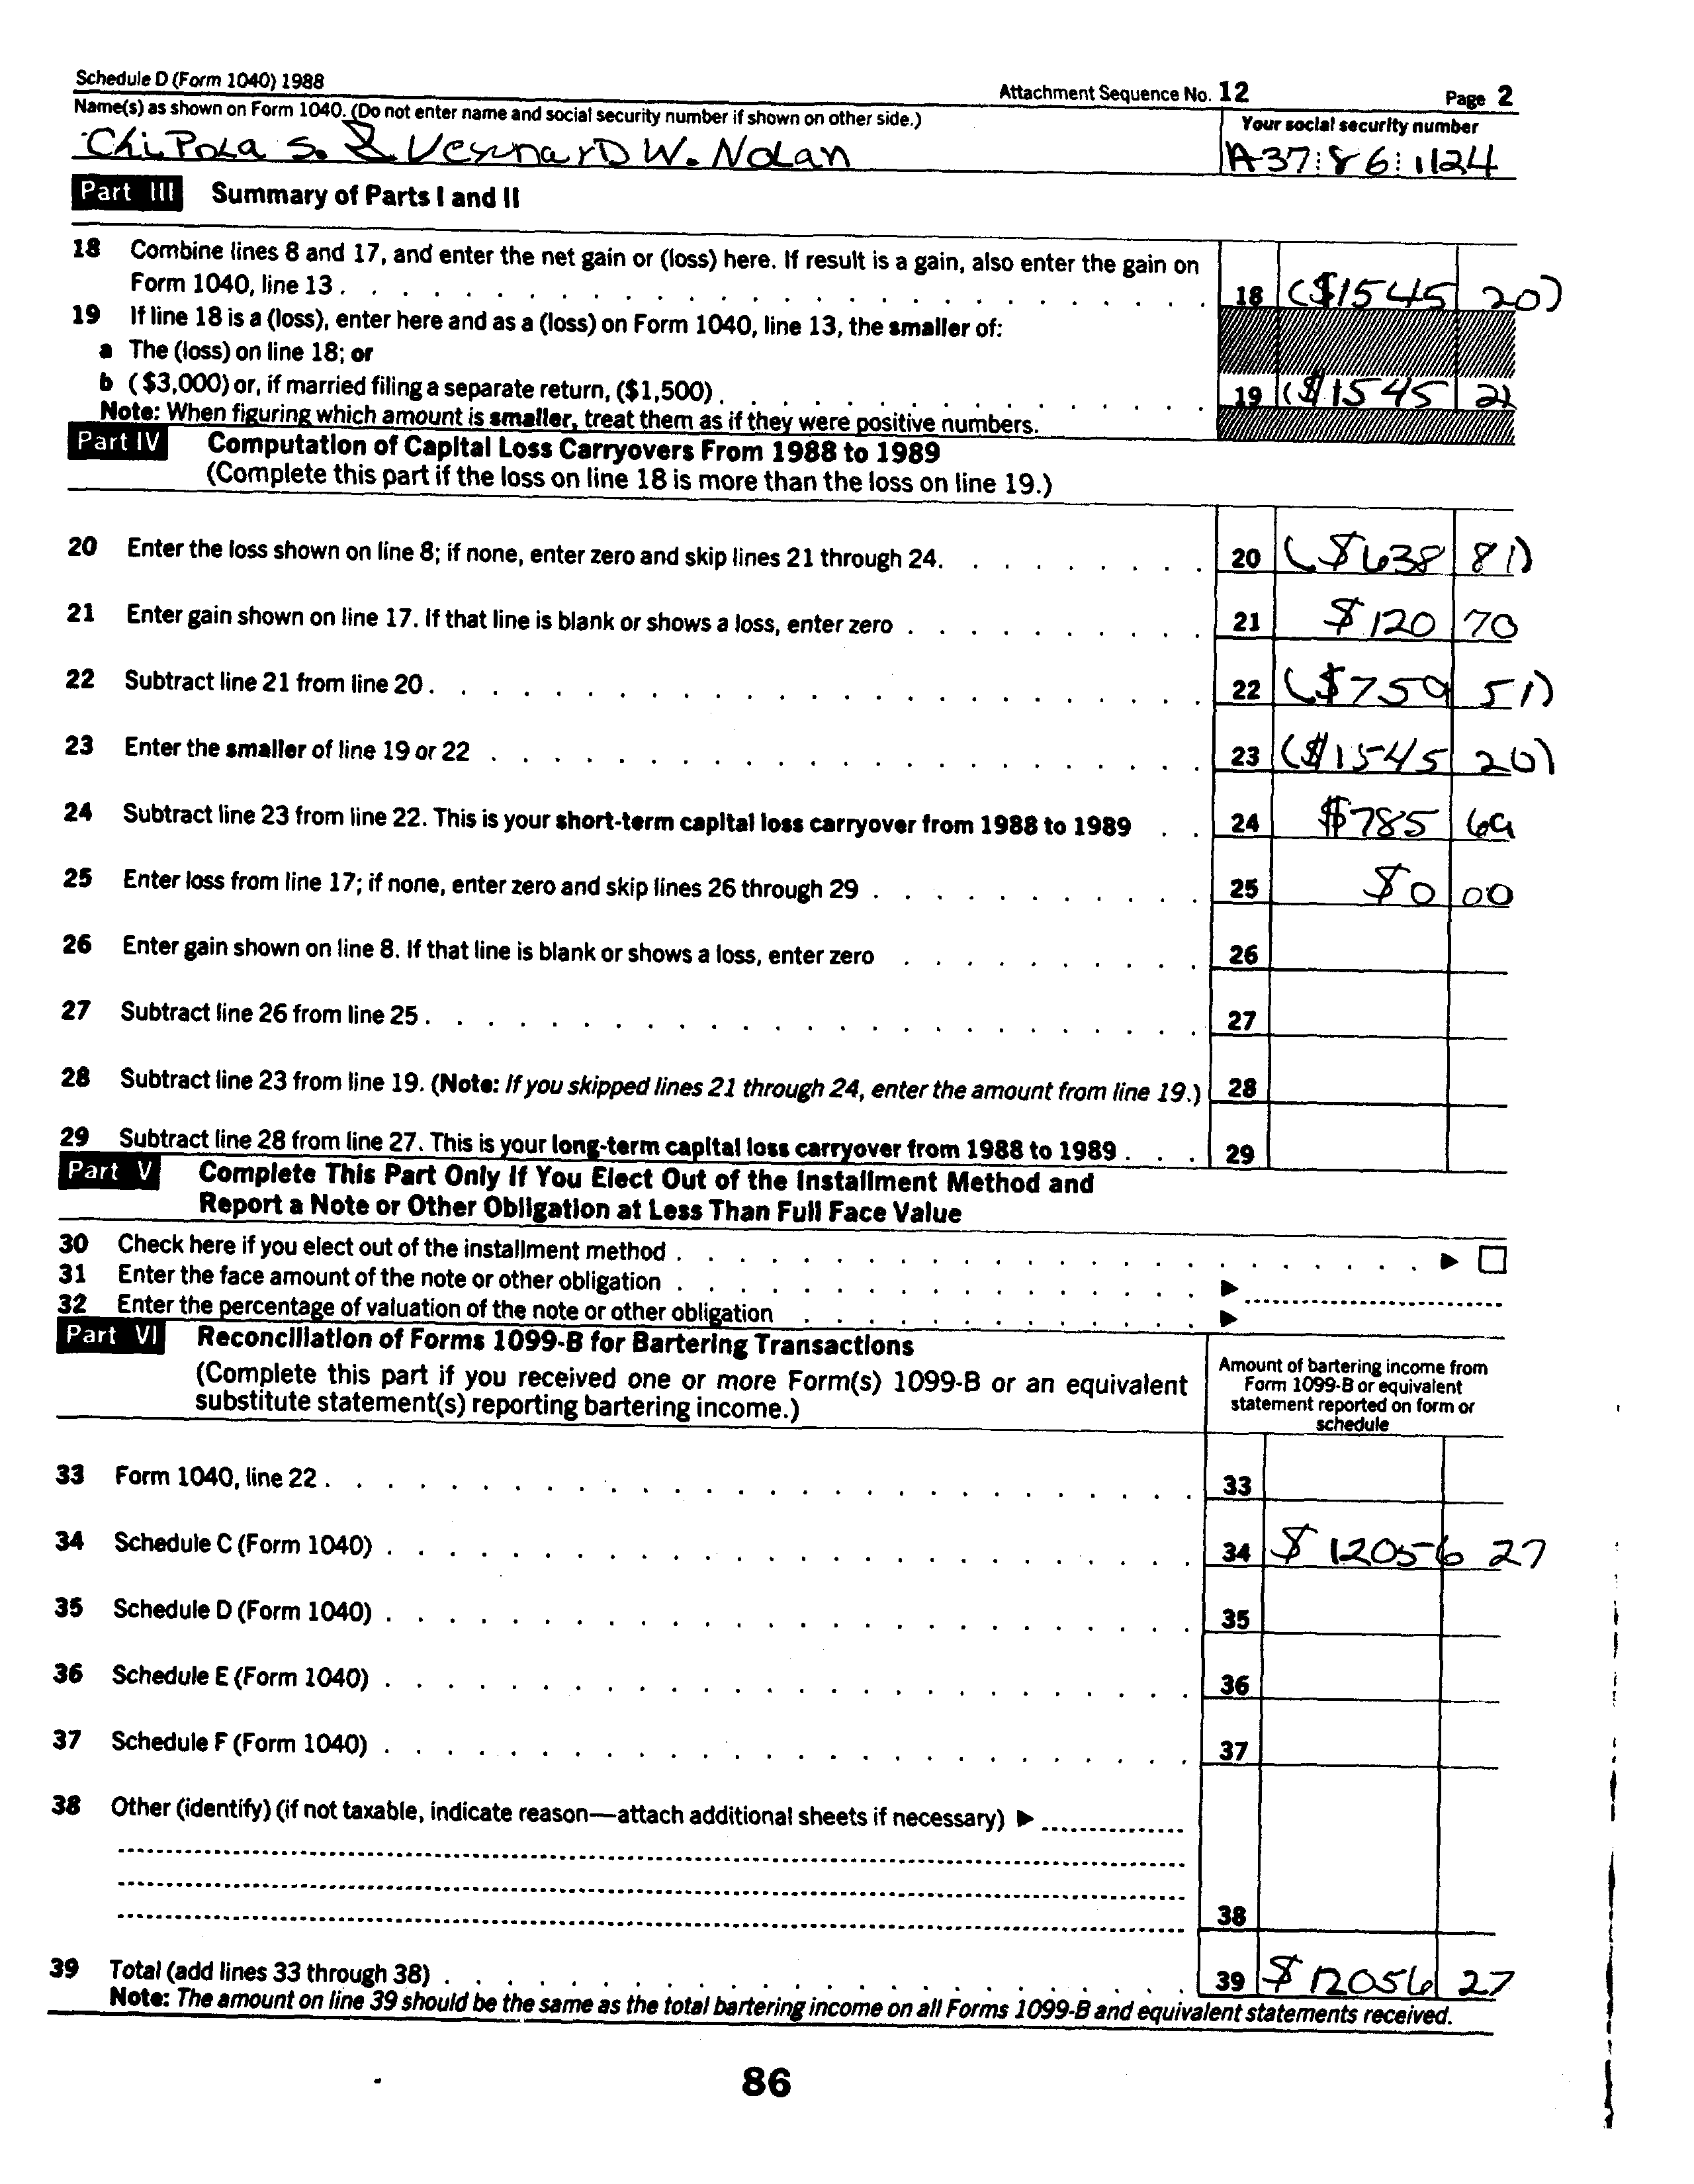 Schedule D (Form 1040) 1988 Attachment Sequence No. 12 Page 2
Name(s) as shown on Form 1040. (Do not enter name and social security number if shown on other side.) Your social security number
ChiPola S. & VernarD W. Nolan A37:86:1124
Part III Summary of Parts I and II
18 Combine lines 8 and 17, and enter the net gain or (loss) here. If result is a gain, also enter the gain on
Form 1040, line 13 . . . 18 ($1545 20)
19 If line 18 is a (loss), enter here and as a (loss) on Form 1040, line 13, the smaller of:
a The (loss) on line 18; or
b ($3,000) or, if married filing a separate return, ($1,500) . . . 19 ($1545 21
Note: When figuring which amount is smaller, treat them as if they were positive numbers.
Part IV Computation of Capital Loss Carryovers From 1988 to 1989
(Complete this part if the loss on line 18 is more than the loss on line 19.)
20 Enter the loss shown on line 8; if none, enter zero and skip lines 21 through 24. . . . 20 ($638 81)
21 Enter gain shown on line 17. If that line is blank or shows a loss, enter zero . . . 21 $120 70
22 Subtract line 21 from line 20 . . . 22 ($759 51)
23 Enter the smaller of line 19 or 22 . . . 23 ($1545 20)
24 Subtract line 23 from line 22. This is your short-term capital loss carryover from 1988 to 1989 . . 24 $785 69
25 Enter loss from line 17; if none, enter zero and skip lines 26 through 29 . . . 25 $0 00
26 Enter gain shown on line 8. If that line is blank or shows a loss, enter zero . . . 26
27 Subtract line 26 from line 25 . . . 27
28 Subtract line 23 from line 19. (Note: If you skipped lines 21 through 24, enter the amount from line 19.) 28
29 Subtract line 28 from line 27. This is your long-term capital loss carryover from 1988 to 1989 . . . 29
Part V Complete This Part Only If You Elect Out of the Installment Method and
Report a Note or Other Obligation at Less Than Full Face Value
30 Check here if you elect out of the installment method . . . ▶ □
31 Enter the face amount of the note or other obligation . . . ▶
32 Enter the percentage of valuation of the note or other obligation . . . ▶
Part VI Reconciliation of Forms 1099-B for Bartering Transactions
(Complete this part if you received one or more Form(s) 1099-B or an equivalent
substitute statement(s) reporting bartering income.)
Amount of bartering income from
Form 1099-B or equivalent
statement reported on form or
schedule
33 Form 1040, line 22 . . . 33
34 Schedule C (Form 1040) . . . 34 $12056 27
35 Schedule D (Form 1040) . . . 35
36 Schedule E (Form 1040) . . . 36
37 Schedule F (Form 1040) . . . 37
38 Other (identify) (if not taxable, indicate reason—attach additional sheets if necessary) ▶
38
39 Total (add lines 33 through 38) . . . 39 $12056 27
Note: The amount on line 39 should be the same as the total bartering income on all Forms 1099-B and equivalent statements received.
86